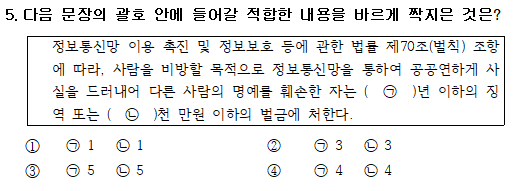 5. 다음 문장의 괄호 안에 들어갈 적합한 내용을 바르게 짝지은 것은?
정보통신망 이용 촉진 및 정보보호 등에 관한 법률 제70조(벌칙) 조항
에 따라, 사람을 비방할 목적으로 정보통신망을 통하여 공공연하게 사
실을 드러내어 다른 사람의 명예를 훼손한 자는 ( ㉠ )년 이하의 징
역 또는 ( ㉡ )천 만원 이하의 벌금에 처한다.
① ㉠ 1 ㉡ 1 ② ㉠ 3 ㉡ 3
③ ㉠ 5 ㉡ 5 ④ ㉠ 4 ㉡ 4